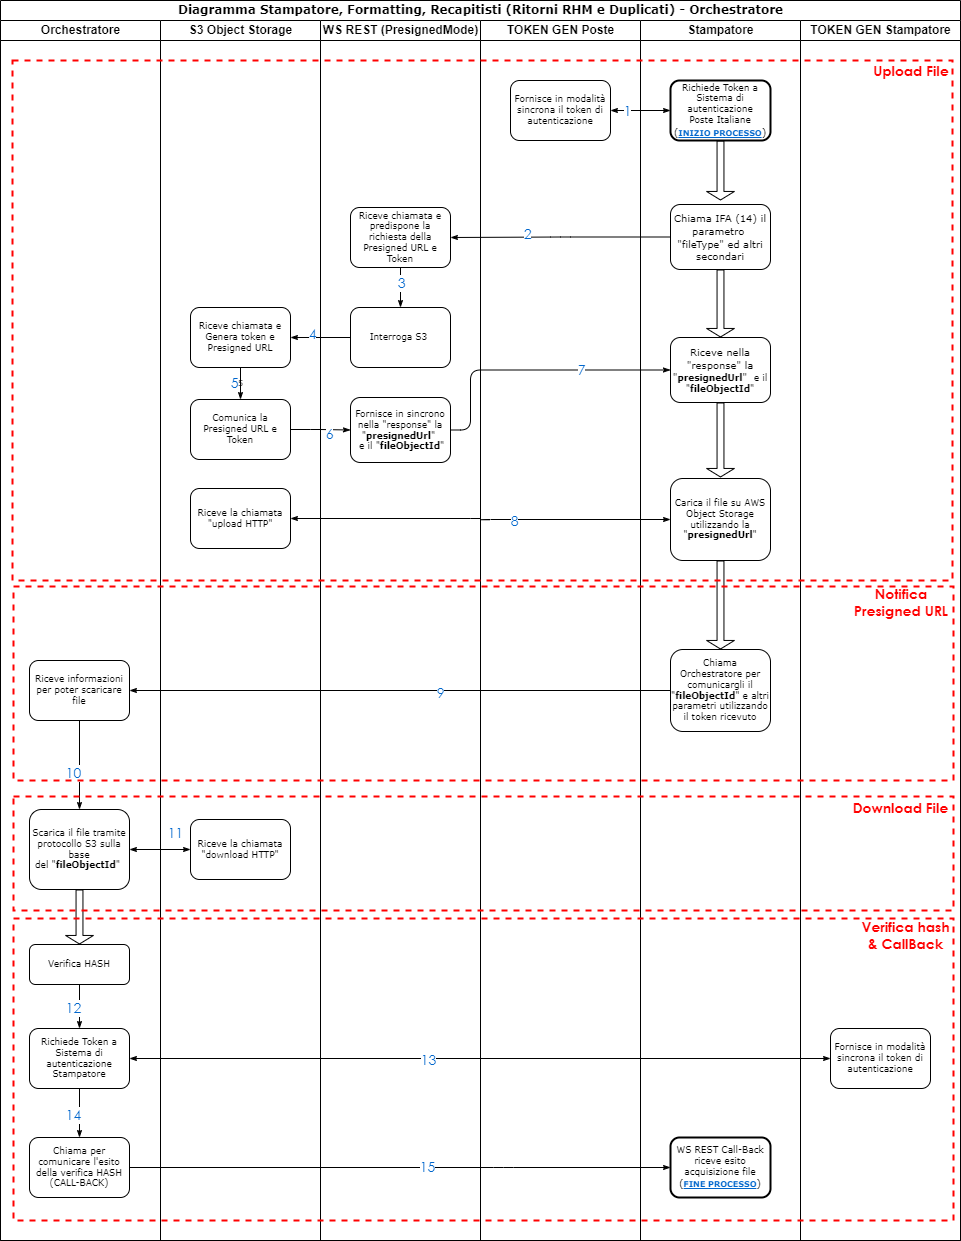 Diagramma Stampatore, Formatting, Recapitisti (Ritorni RHM e Duplicati) - Orchestratore
Orchestratore
S3 Object Storage
WS REST (PresignedMode)
TOKEN GEN Poste
Stampatore
TOKEN GEN Stampatore
Upload File
Fornisce in modalità
sincrona il token di
autenticazione
1
Richiede Token a
Sistema di
autenticazione
Poste Italiane
(INIZIO PROCESSO)
Riceve chiamata e
predispone la
richiesta della
Presigned URL e
Token
2
Chiama IFA (14) il
parametro
"fileType" ed altri
secondari
3
Riceve chiamata e
Genera token e
Presigned URL
4
Interroga S3
7
Riceve nella
"response" la
"presignedUrl" e il
"fileObjectId"
5
Comunica la
Presigned URL e
Token
6
Fornisce in sincrono
nella "response" la
"presignedUrl"
e il "fileObjectId"
Riceve la chiamata
"upload HTTP"
8
Carica il file su AWS
Object Storage
utilizzando la
"presignedUrl"
Notifica
Presigned URL
Riceve informazioni
per poter scaricare
file
9
Chiama
Orchestratore per
comunicargli il
"fileObjectId" e altri
parametri utilizzando
il token ricevuto
10
Download File
Scarica il file tramite
protocollo S3 sulla
base
del "fileObjectId"
11
Riceve la chiamata
"download HTTP"
Verifica hash
& CallBack
Verifica HASH
12
Richiede Token a
Sistema di
autenticazione
Stampatore
13
Fornisce in modalità
sincrona il token di
autenticazione
14
Chiama per
comunicare l'esito
della verifica HASH
(CALL-BACK)
15
WS REST Call-Back
riceve esito
acquisizione file
(FINE PROCESSO)